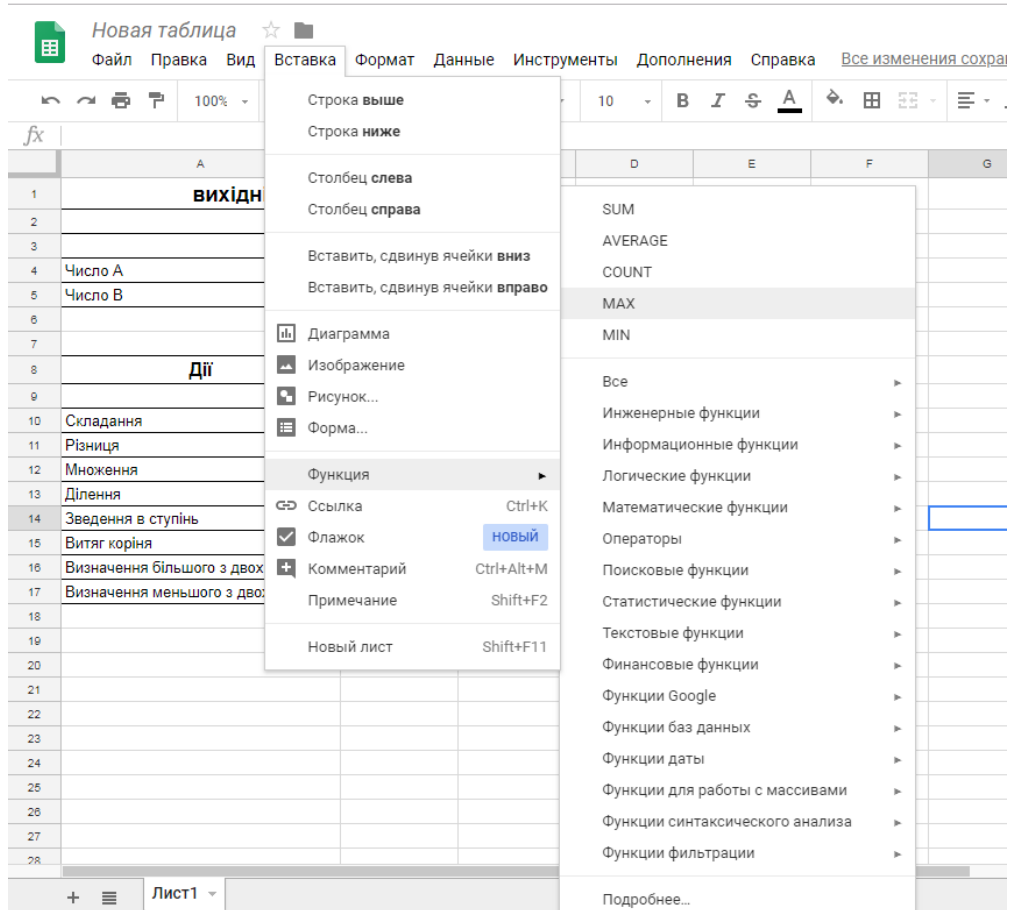 Новая таблица
Файл Правка Вид Вставка Формат Данные Инструменты Дополнения Справка Все изменения сохра
100% 10 B I S A
fx
A D E F G
1 вихідн
2
3
4 Число А
5 Число В
6
7
8 Дії
9
10 Складання
11 Різниця
12 Множення
13 Ділення
14 Зведення в ступінь
15 Витяг коріня
16 Визначення більшого з двох
17 Визначення меньшого з дво
18
19
20
21
22
23
24
25
26
27
28
Строка выше
Строка ниже
Столбец слева
Столбец справа
Вставить, сдвинув ячейки вниз
Вставить, сдвинув ячейки вправо
Диаграмма
Изображение
Рисунок...
Форма...
Функция
Ссылка Ctrl+K
Флажок НОВЫЙ
Комментарий Ctrl+Alt+M
Примечание Shift+F2
Новый лист Shift+F11
SUM
AVERAGE
COUNT
MAX
MIN
Все
Инженерные функции
Информационные функции
Логические функции
Математические функции
Операторы
Поисковые функции
Статистические функции
Текстовые функции
Финансовые функции
Функции Google
Функции баз данных
Функции даты
Функции для работы с массивами
Функции синтаксического анализа
Функции фильтрации
Подробнее...
Лист1